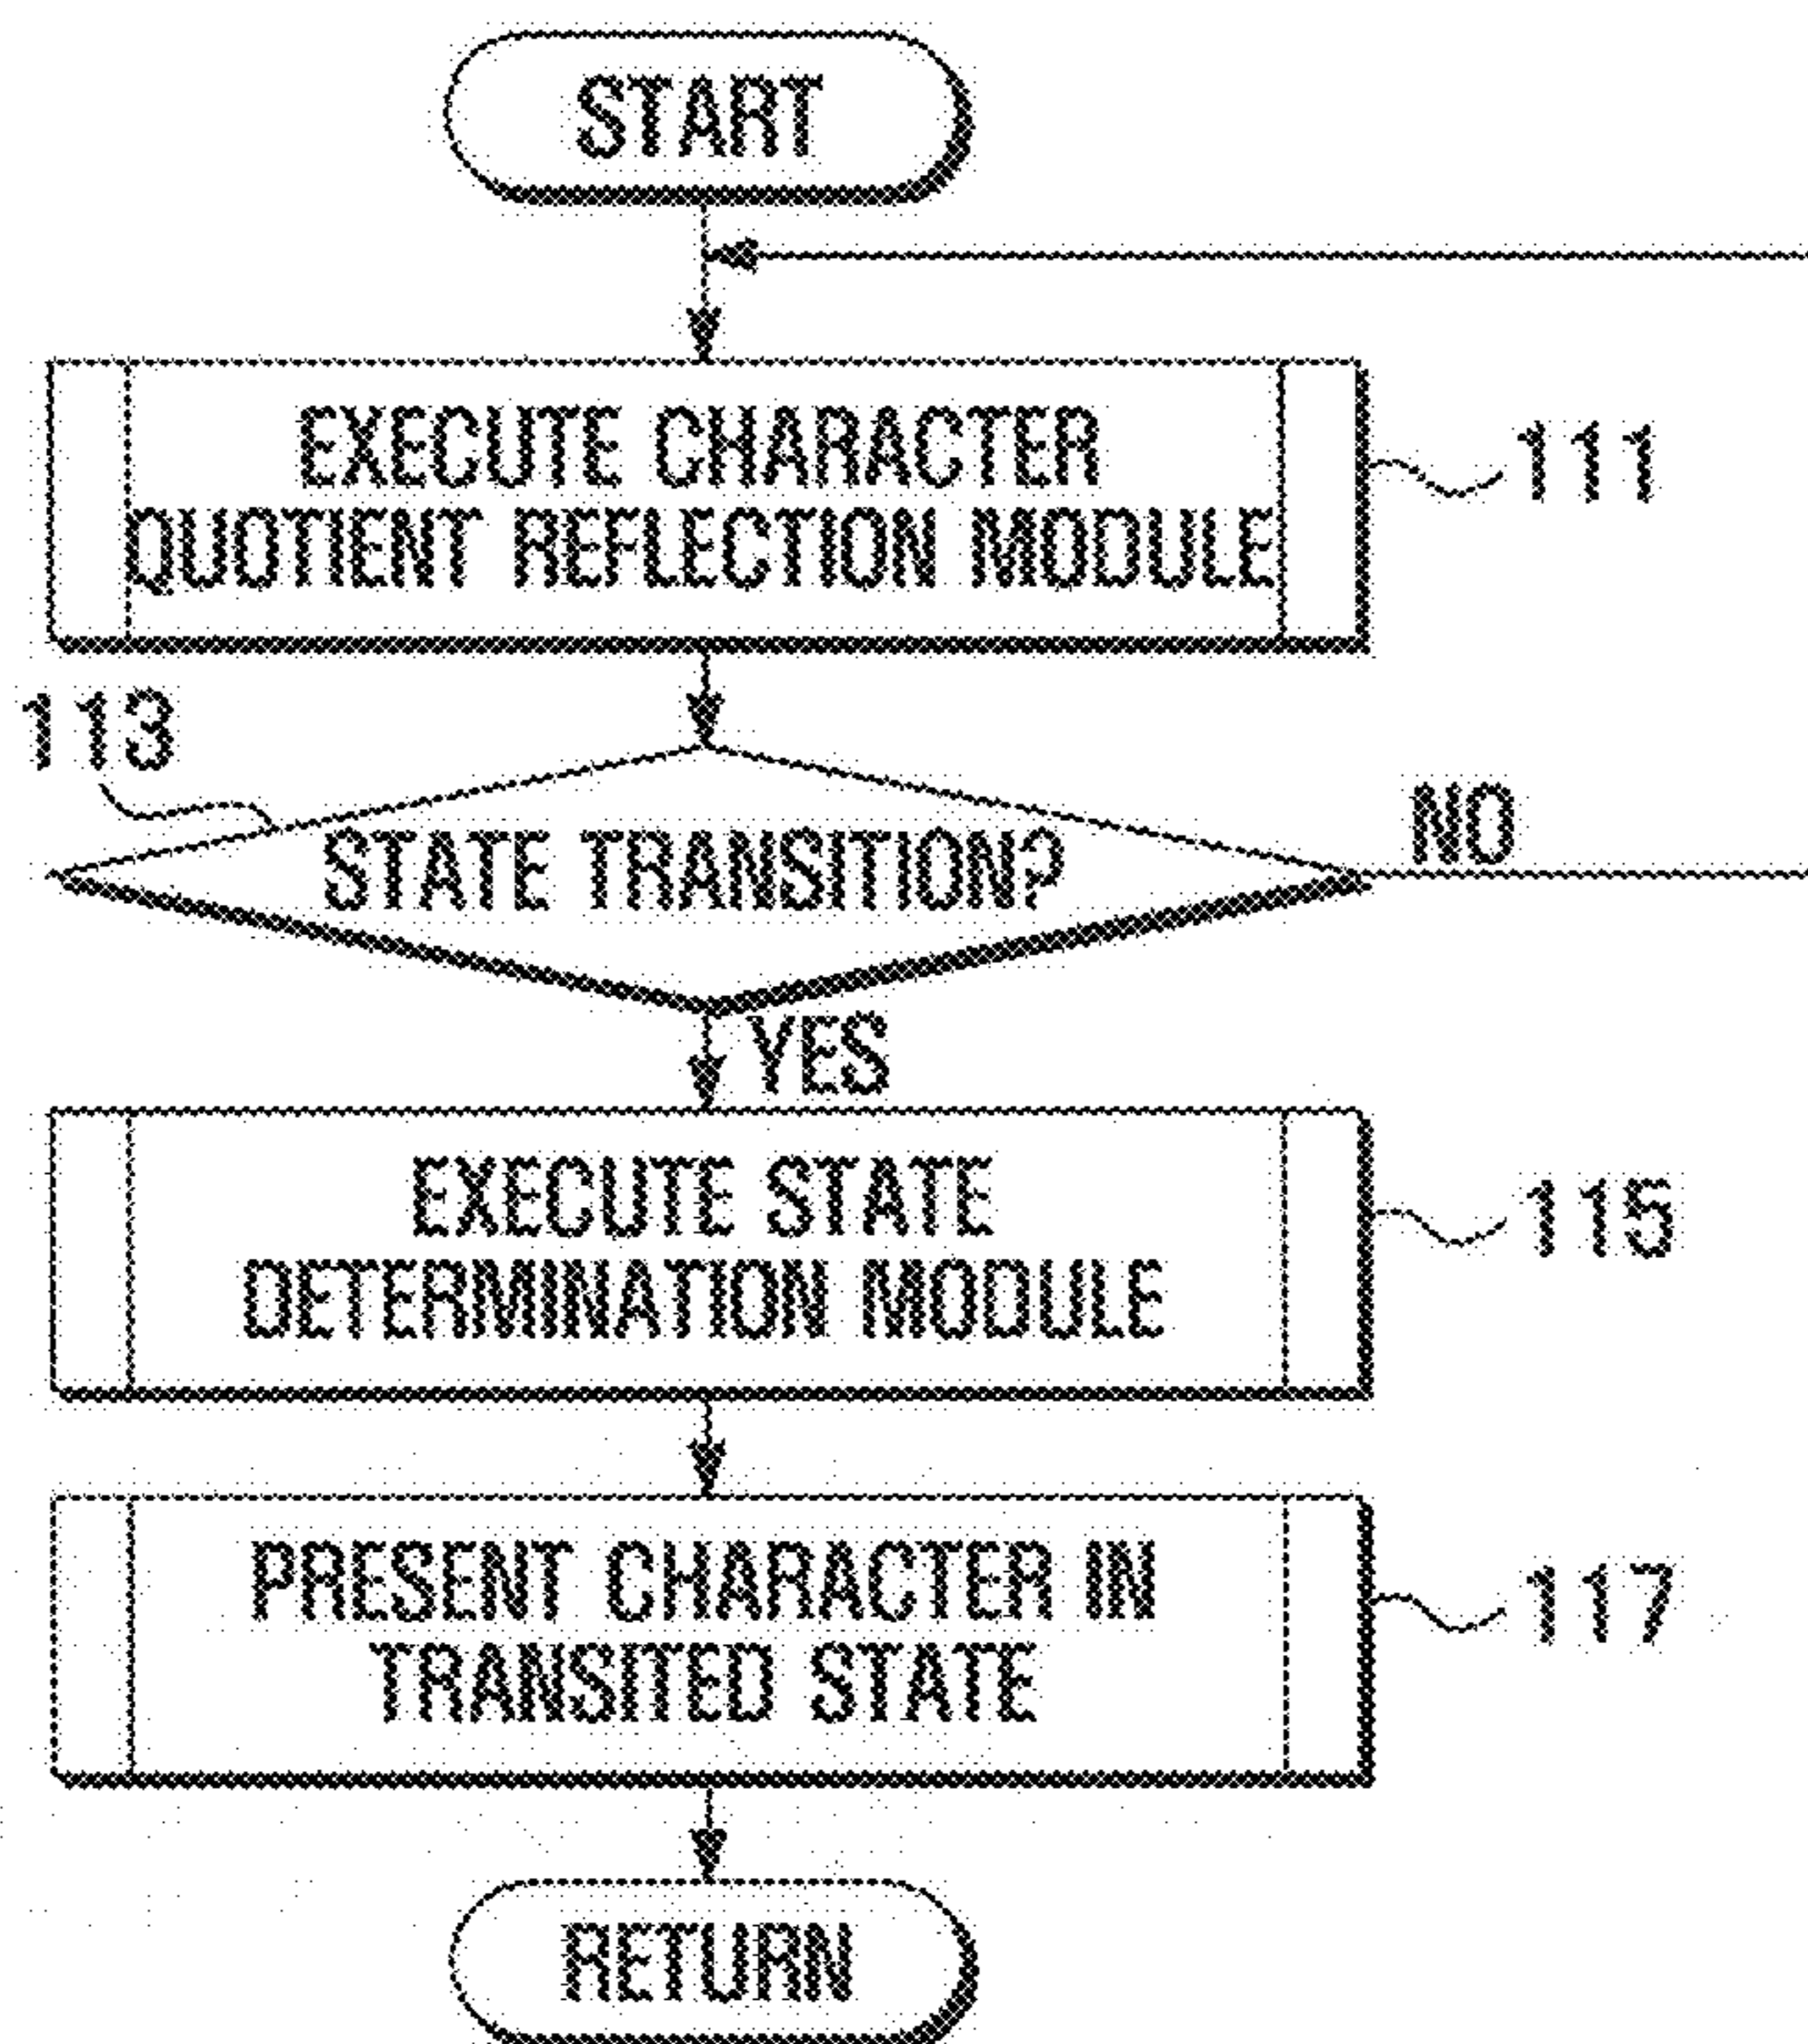 START
EXECUTE CHARACTER
QUOTIENT REFLECTION MODULE
111
113
STATE TRANSITION?
NO
YES
EXECUTE STATE
DETERMINATION MODULE
115
PRESENT CHARACTER IN
TRANSITED STATE
117
RETURN